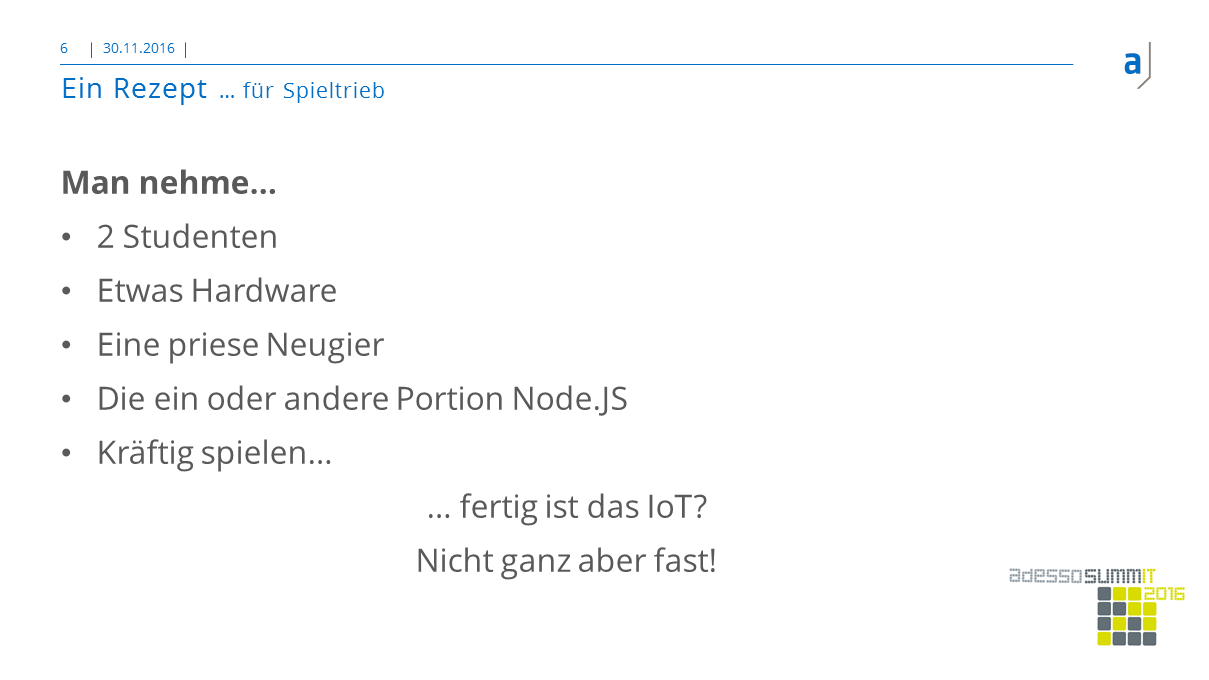 6 | 30.11.2016 |
a
Ein Rezept … für Spieltrieb
Man nehme…
• 2 Studenten
• Etwas Hardware
• Eine priese Neugier
• Die ein oder andere Portion Node.JS
• Kräftig spielen…
… fertig ist das IoT?
Nicht ganz aber fast!
adessosummIT
2016